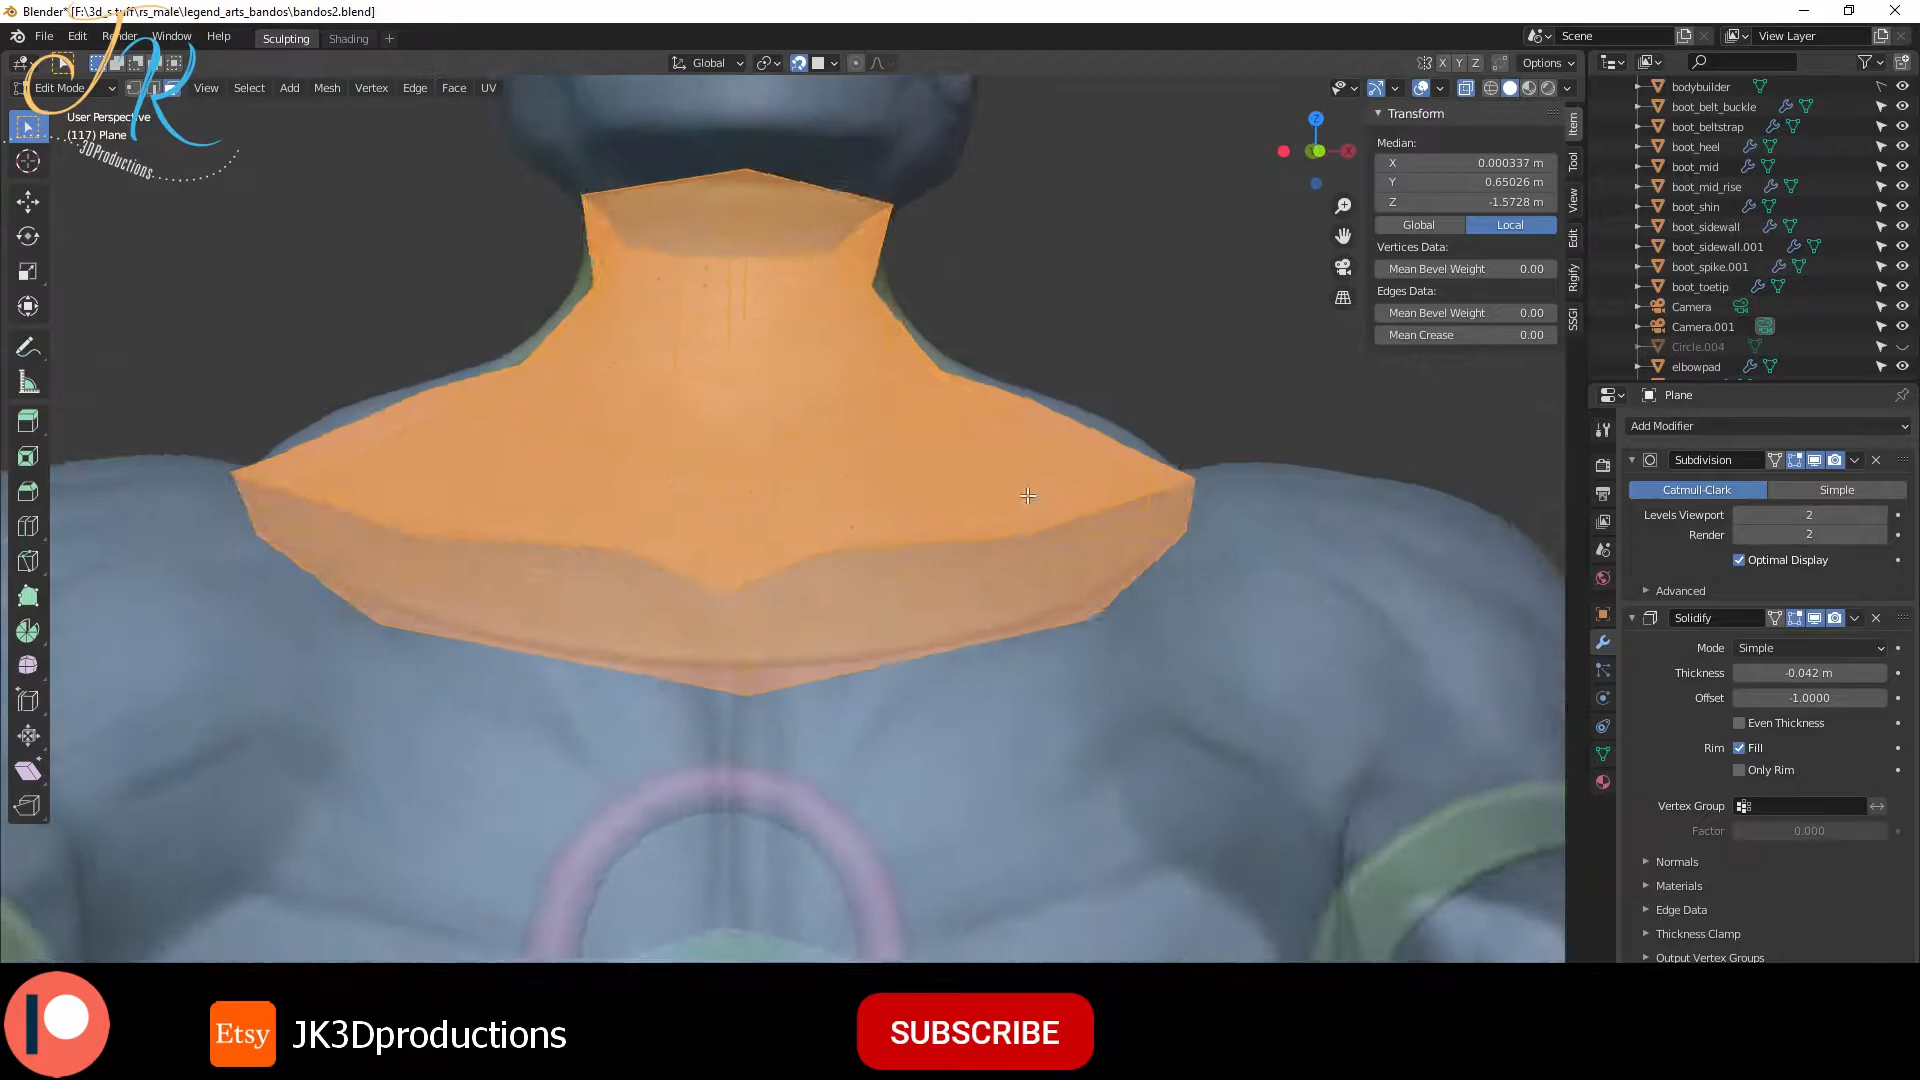 Blender* [F:\3d_stuff\rs_male\legend_arts_bandos\bandos2.blend]
File Edit Render Window Help Sculpting Shading + Scene View Layer
Global X Y Z Options
Edit Mode View Select Add Mesh Vertex Edge Face UV
User Perspective
(117) Plane
JR
3DProductions
Transform
Median:
X 0.000337 m
Y 0.65026 m
Z -1.5728 m
Global Local
Vertices Data:
Mean Bevel Weight 0.00
Edges Data:
Mean Bevel Weight 0.00
Mean Crease 0.00
Item
Tool
View
Edit
Rigify
SSGI
Z
X
bodybuilder
boot_belt_buckle
boot_beltstrap
boot_heel
boot_mid
boot_mid_rise
boot_shin
boot_sidewall
boot_sidewall.001
boot_spike.001
boot_toetip
Camera
Camera.001
Circle.004
elbowpad
Plane
Add Modifier
Subdivision
Catmull-Clark Simple
Levels Viewport 2
Render 2
Optimal Display
Advanced
Solidify
Mode Simple
Thickness -0.042 m
Offset -1.0000
Even Thickness
Rim Fill
Only Rim
Vertex Group
Factor 0.000
Normals
Materials
Edge Data
Thickness Clamp
Output Vertex Groups
Etsy JK3Dproductions SUBSCRIBE